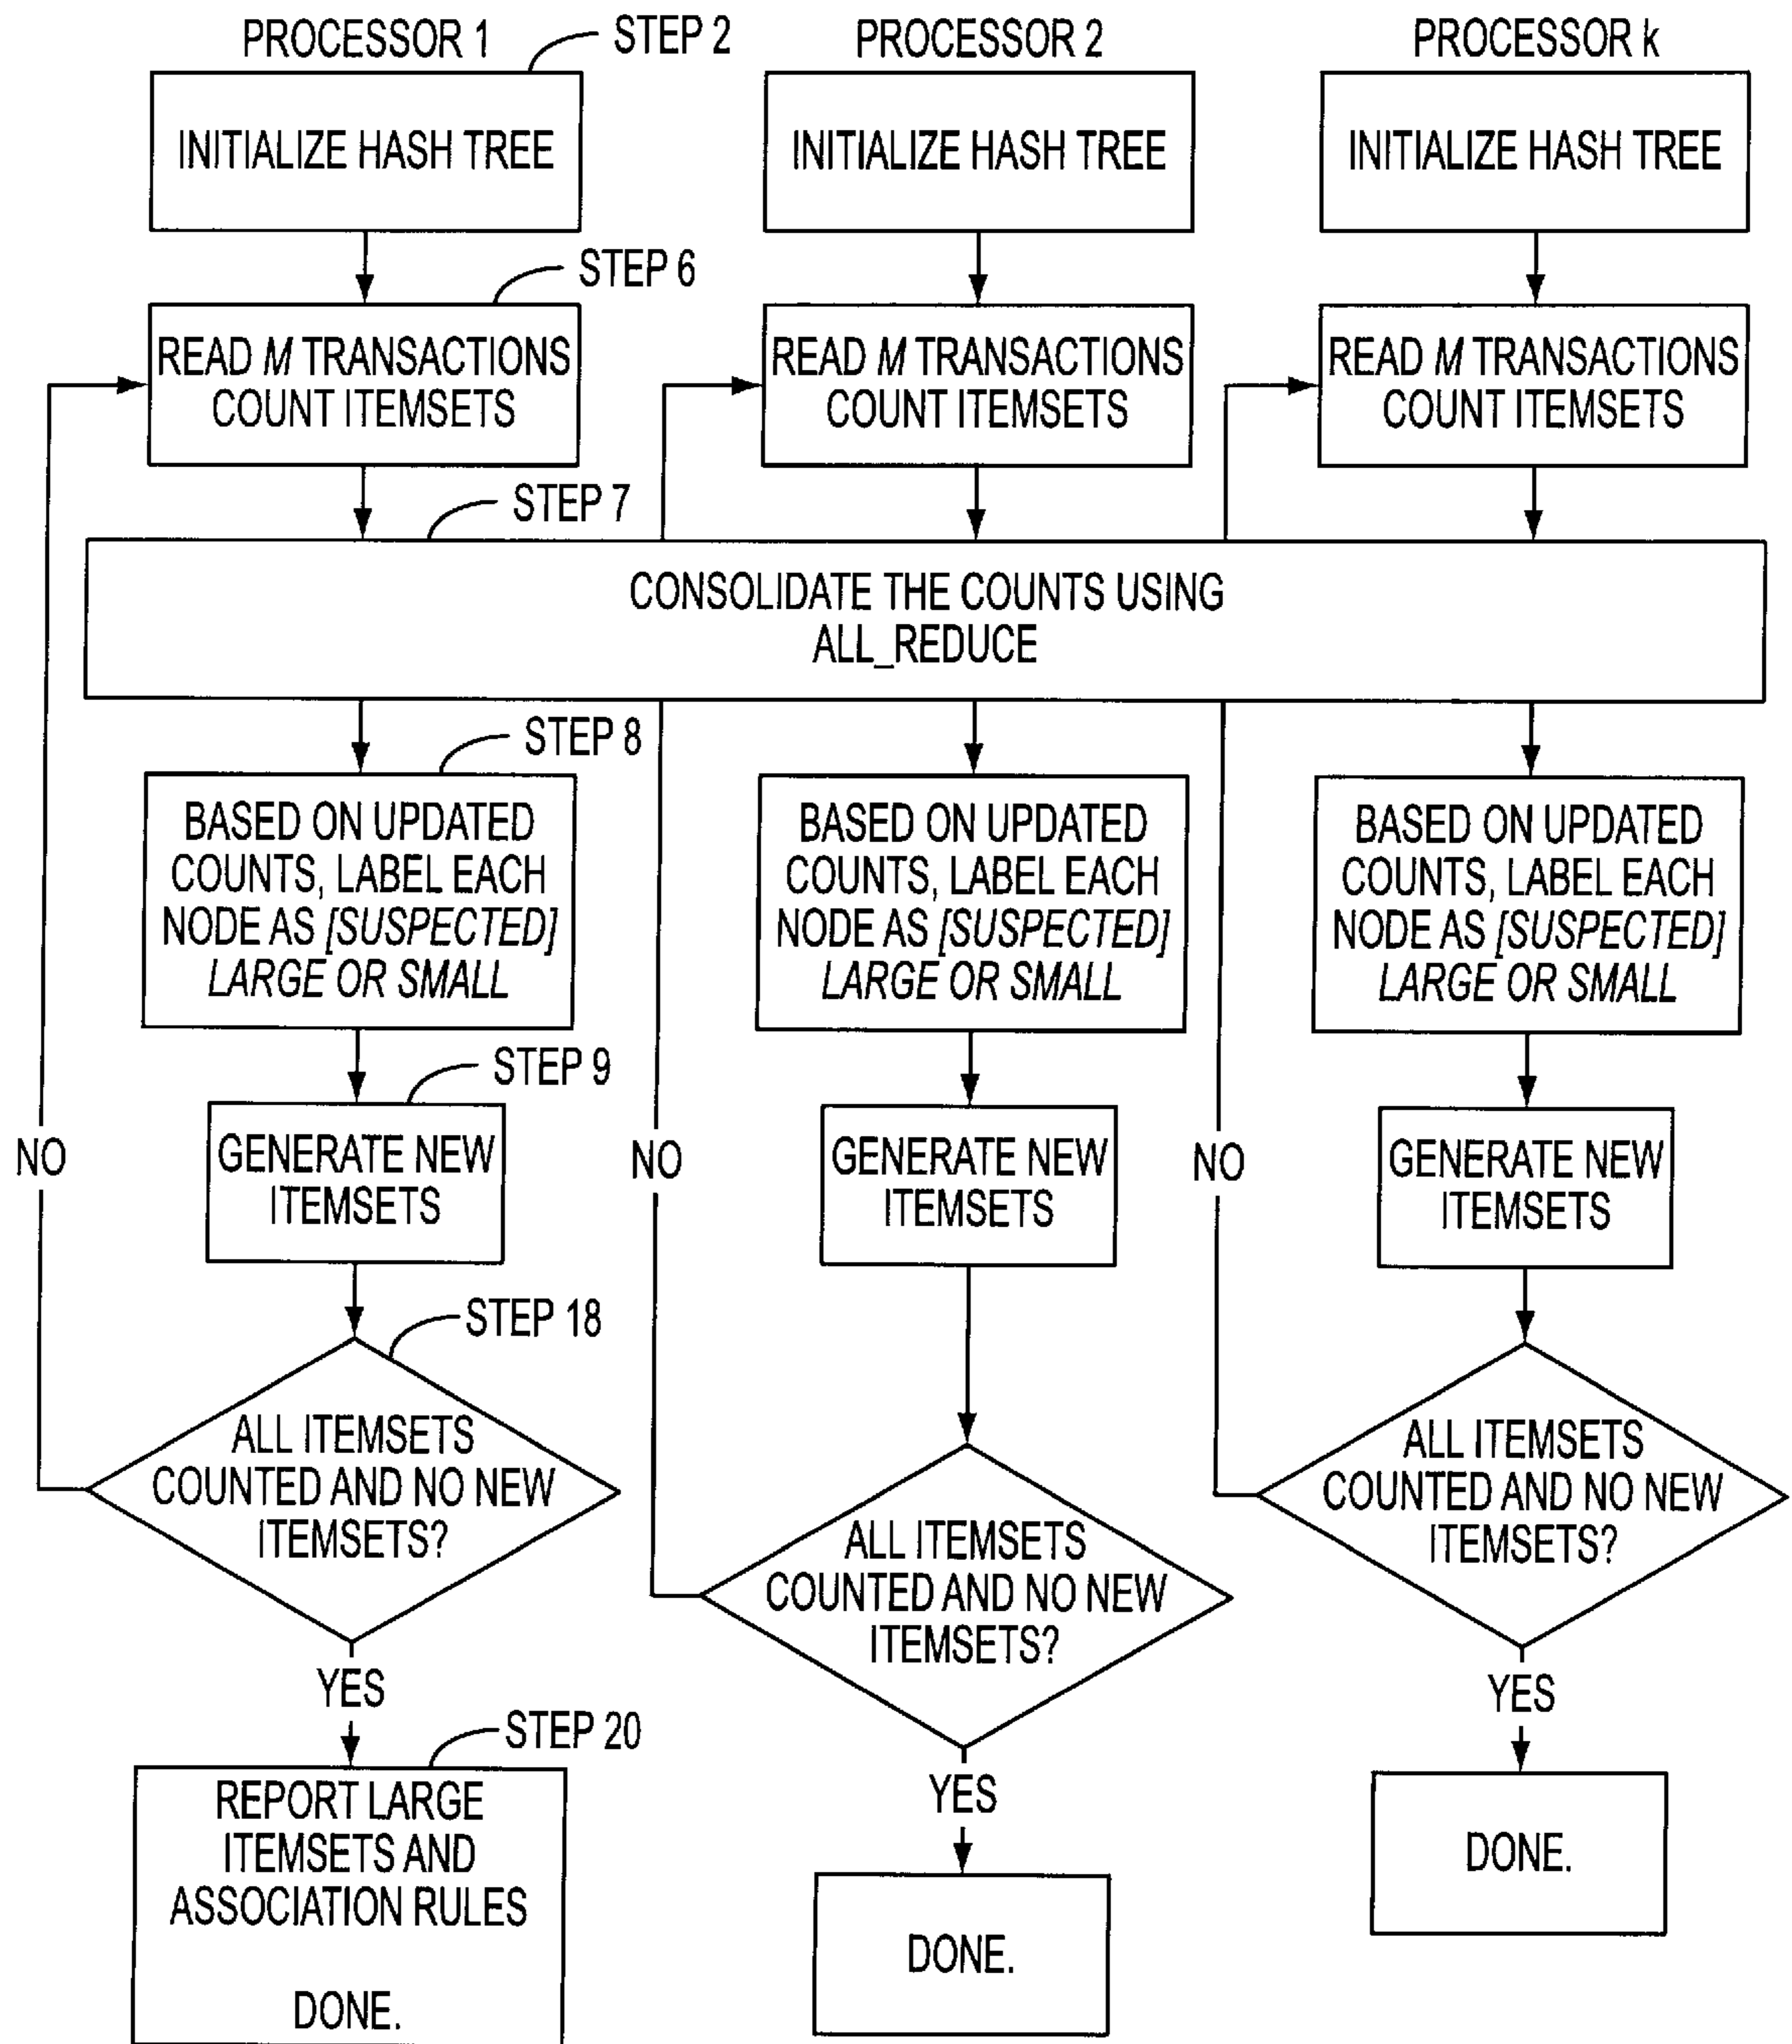 PROCESSOR 1
STEP 2
PROCESSOR 2
PROCESSOR k
INITIALIZE HASH TREE
INITIALIZE HASH TREE
INITIALIZE HASH TREE
STEP 6
READ M TRANSACTIONS
COUNT ITEMSETS
READ M TRANSACTIONS
COUNT ITEMSETS
READ M TRANSACTIONS
COUNT ITEMSETS
STEP 7
CONSOLIDATE THE COUNTS USING
ALL_REDUCE
STEP 8
BASED ON UPDATED
COUNTS, LABEL EACH
NODE AS [SUSPECTED]
LARGE OR SMALL
BASED ON UPDATED
COUNTS, LABEL EACH
NODE AS [SUSPECTED]
LARGE OR SMALL
BASED ON UPDATED
COUNTS, LABEL EACH
NODE AS [SUSPECTED]
LARGE OR SMALL
STEP 9
NO
GENERATE NEW
ITEMSETS
NO
GENERATE NEW
ITEMSETS
NO
GENERATE NEW
ITEMSETS
STEP 18
ALL ITEMSETS
COUNTED AND NO NEW
ITEMSETS?
ALL ITEMSETS
COUNTED AND NO NEW
ITEMSETS?
ALL ITEMSETS
COUNTED AND NO NEW
ITEMSETS?
YES
YES
YES
STEP 20
REPORT LARGE
ITEMSETS AND
ASSOCIATION RULES
DONE.
DONE.
DONE.